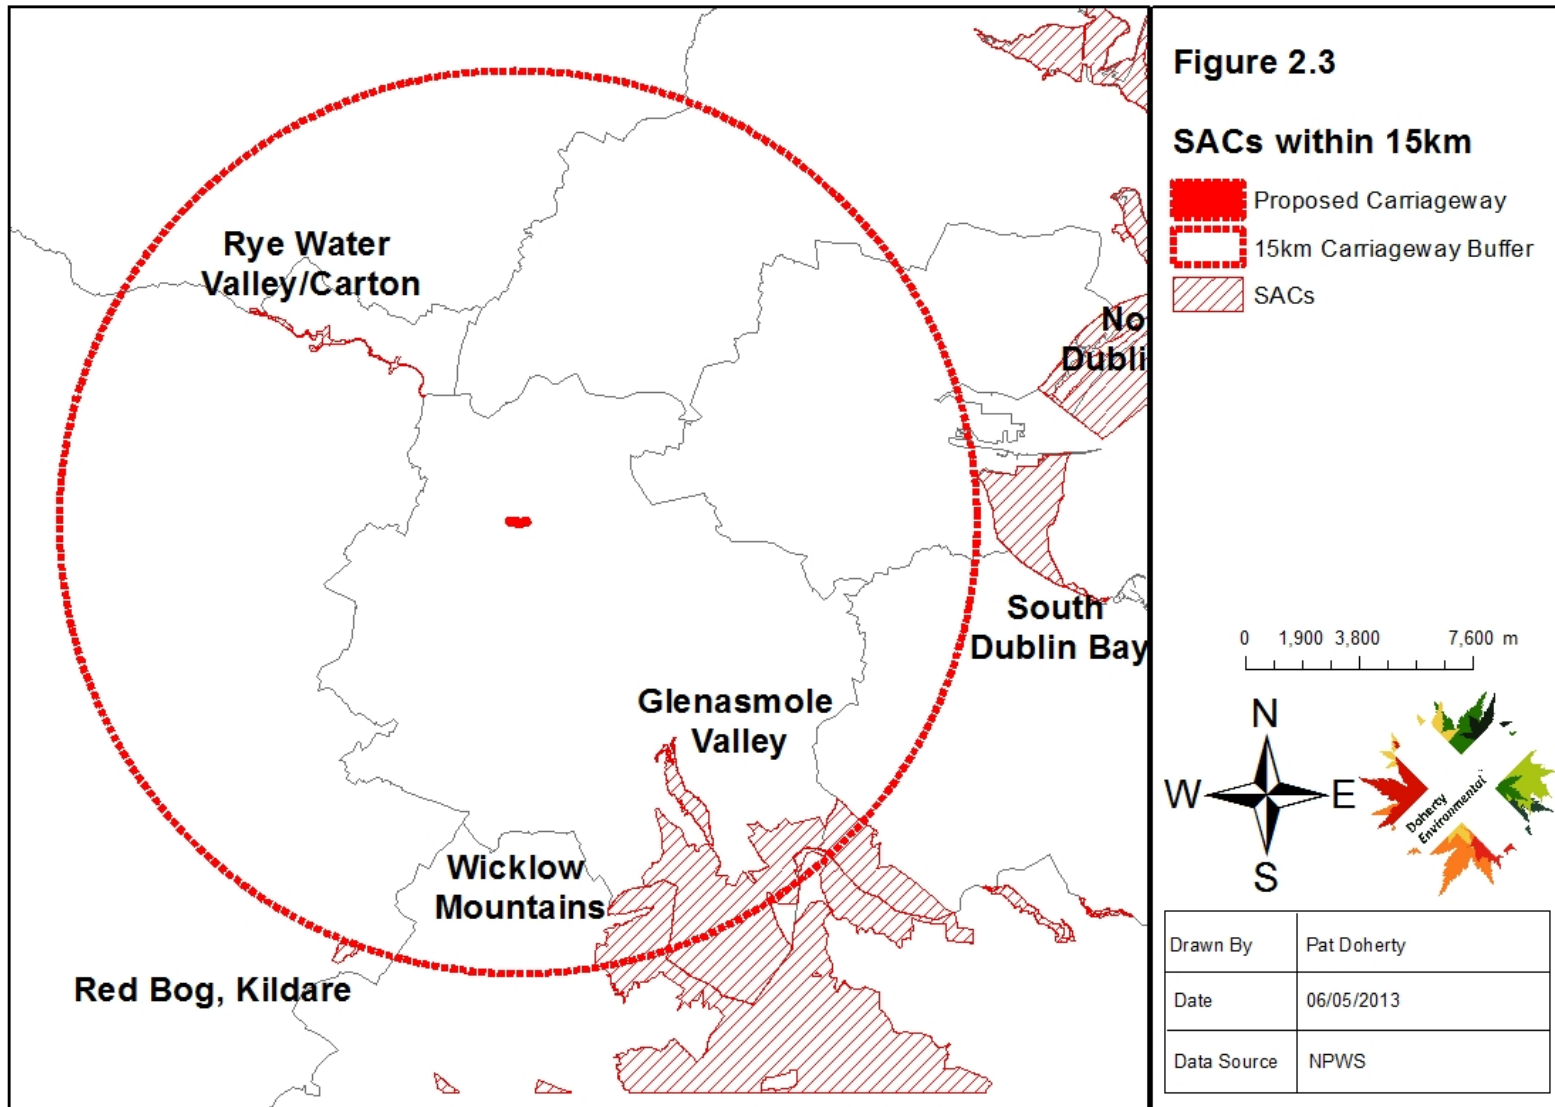 Rye Water
Valley/Carton
No
Dubli
South
Dublin Bay
Glenasmole
Valley
Wicklow
Mountains
Red Bog, Kildare
Figure 2.3
SACs within 15km
Proposed Carriageway
15km Carriageway Buffer
SACs
0 1,900 3,800 7,600 m
N
W E
S
Doherty
Environmental
Drawn By Pat Doherty
Date 06/05/2013
Data Source NPWS